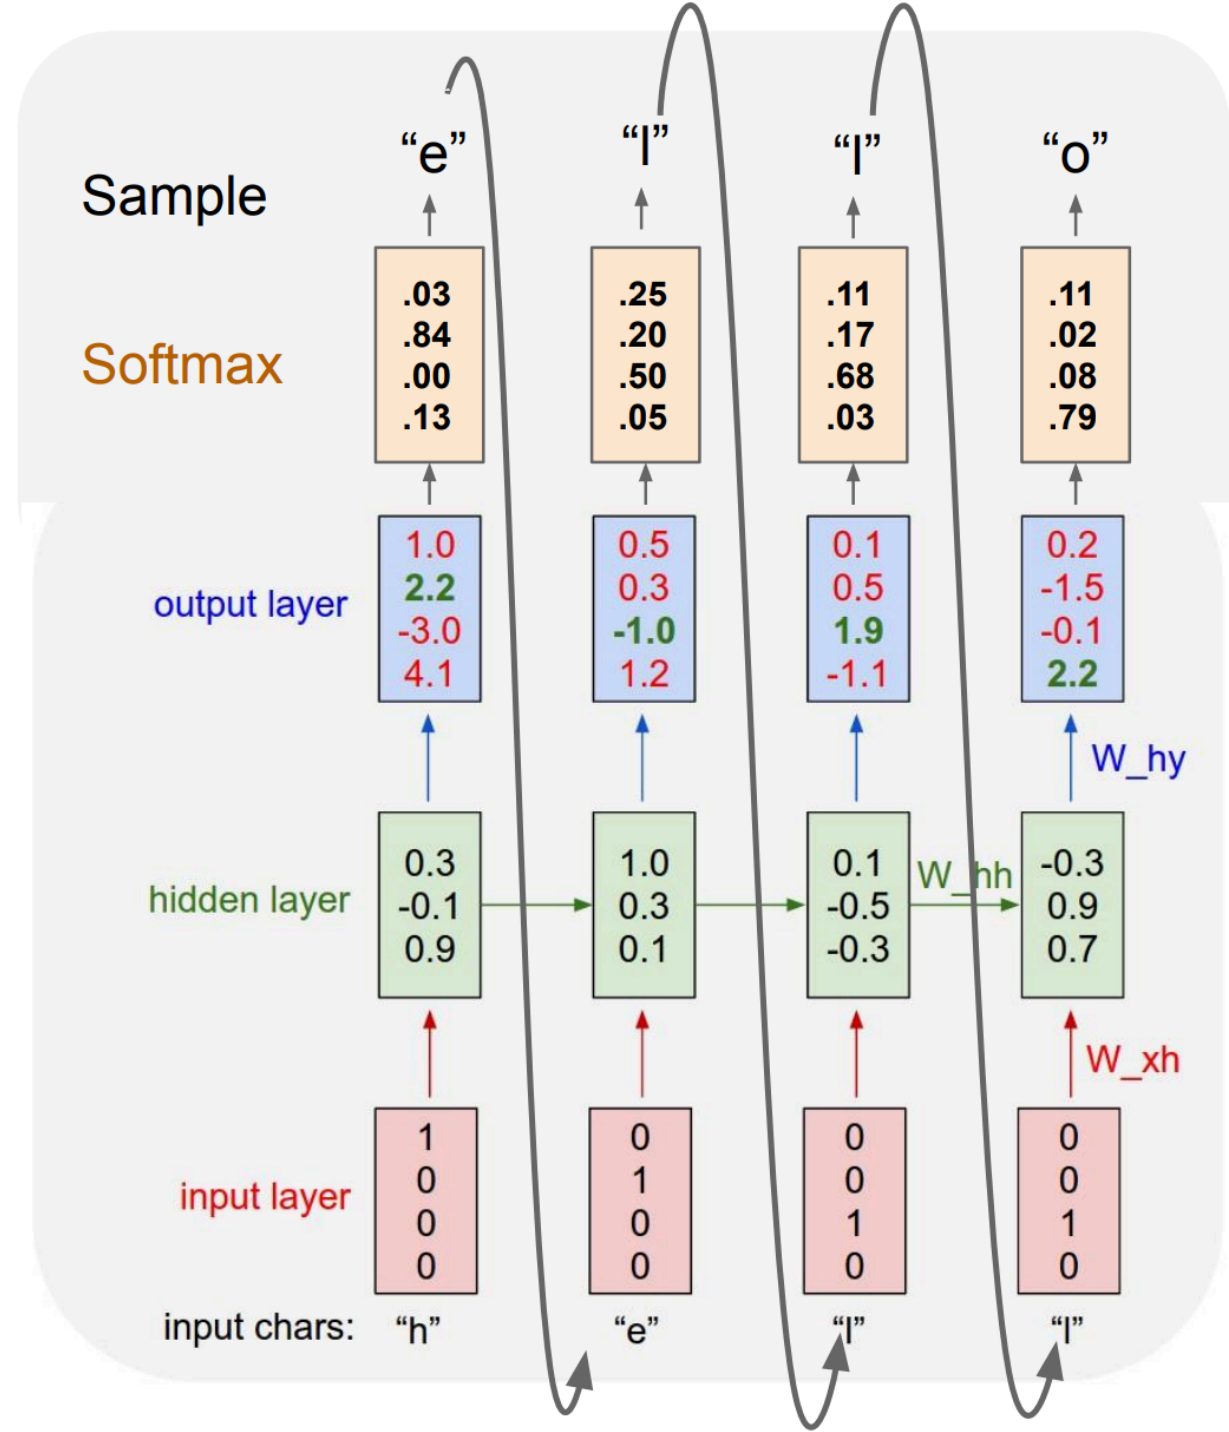 “e” “l” “l” “o”
Sample
.03 .25 .11 .11
.84 .20 .17 .02
Softmax
.00 .50 .68 .08
.13 .05 .03 .79
1.0 0.5 0.1 0.2
2.2 0.3 0.5 -1.5
output layer
-3.0 -1.0 1.9 -0.1
4.1 1.2 -1.1 2.2
W_hy
0.3 1.0 0.1 W_hh -0.3
hidden layer -0.1 0.3 -0.5 0.9
0.9 0.1 -0.3 0.7
W_xh
1 0 0 0
0 1 0 0
input layer
0 0 1 1
0 0 0 0
input chars: “h” “e” “l” “l”